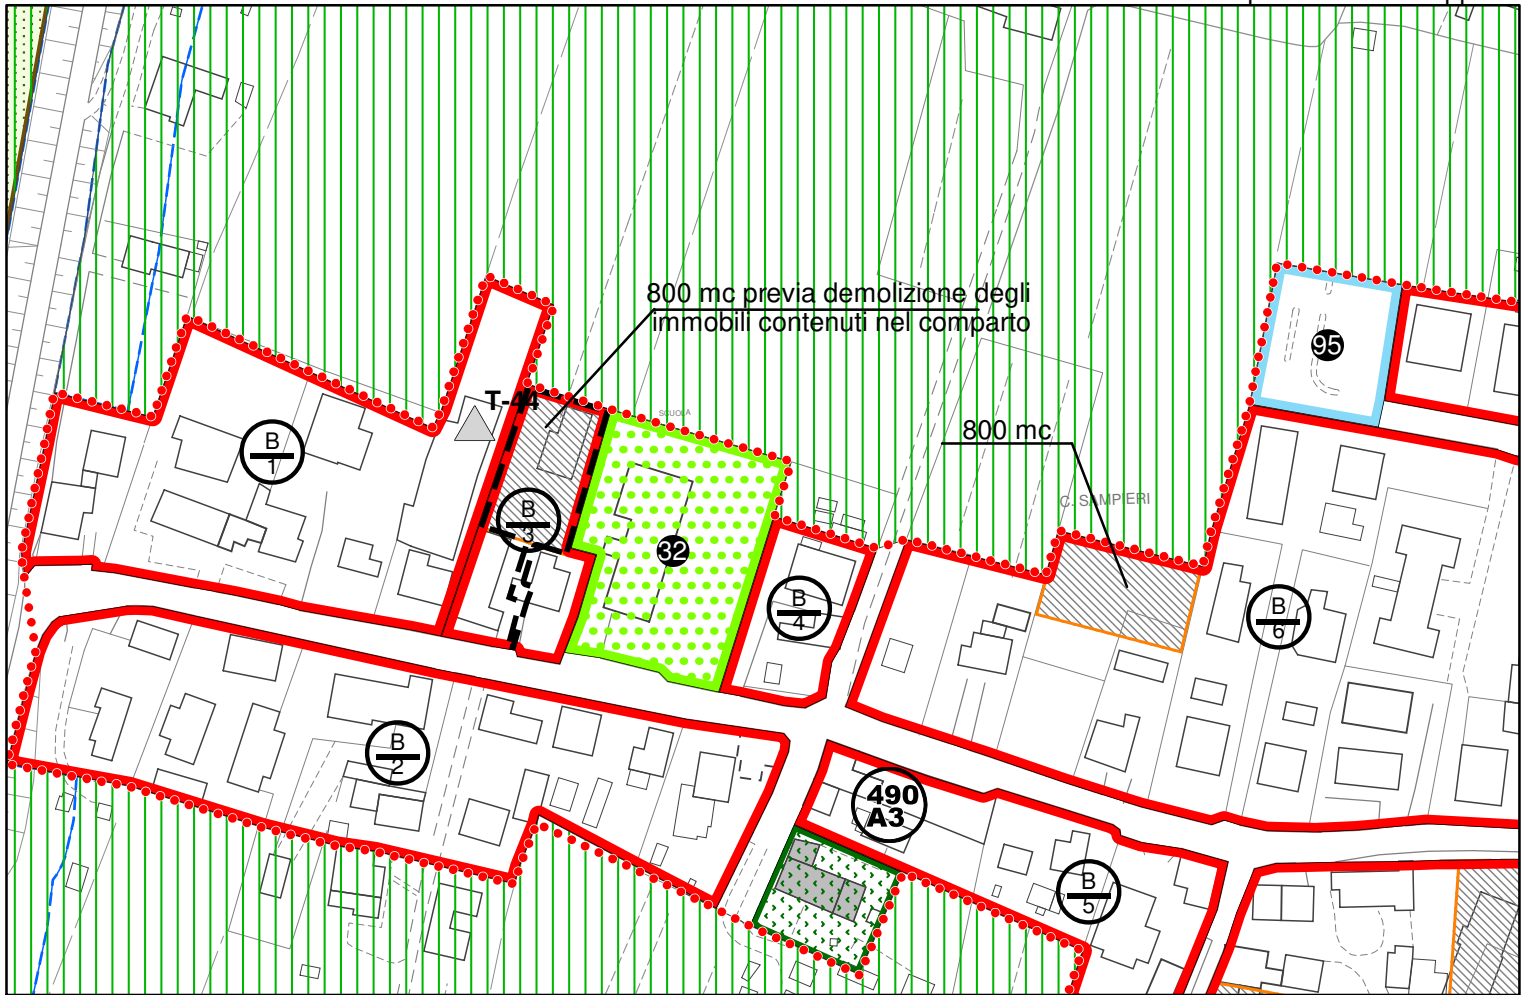 800 mc previa demolizione degli
immobili contenuti nel comparto
95
T-44
SCUOLA
800 mc
B
1
C. SAMPIERI
B
3
32
B
4
B
6
B
2
490
A3
B
5